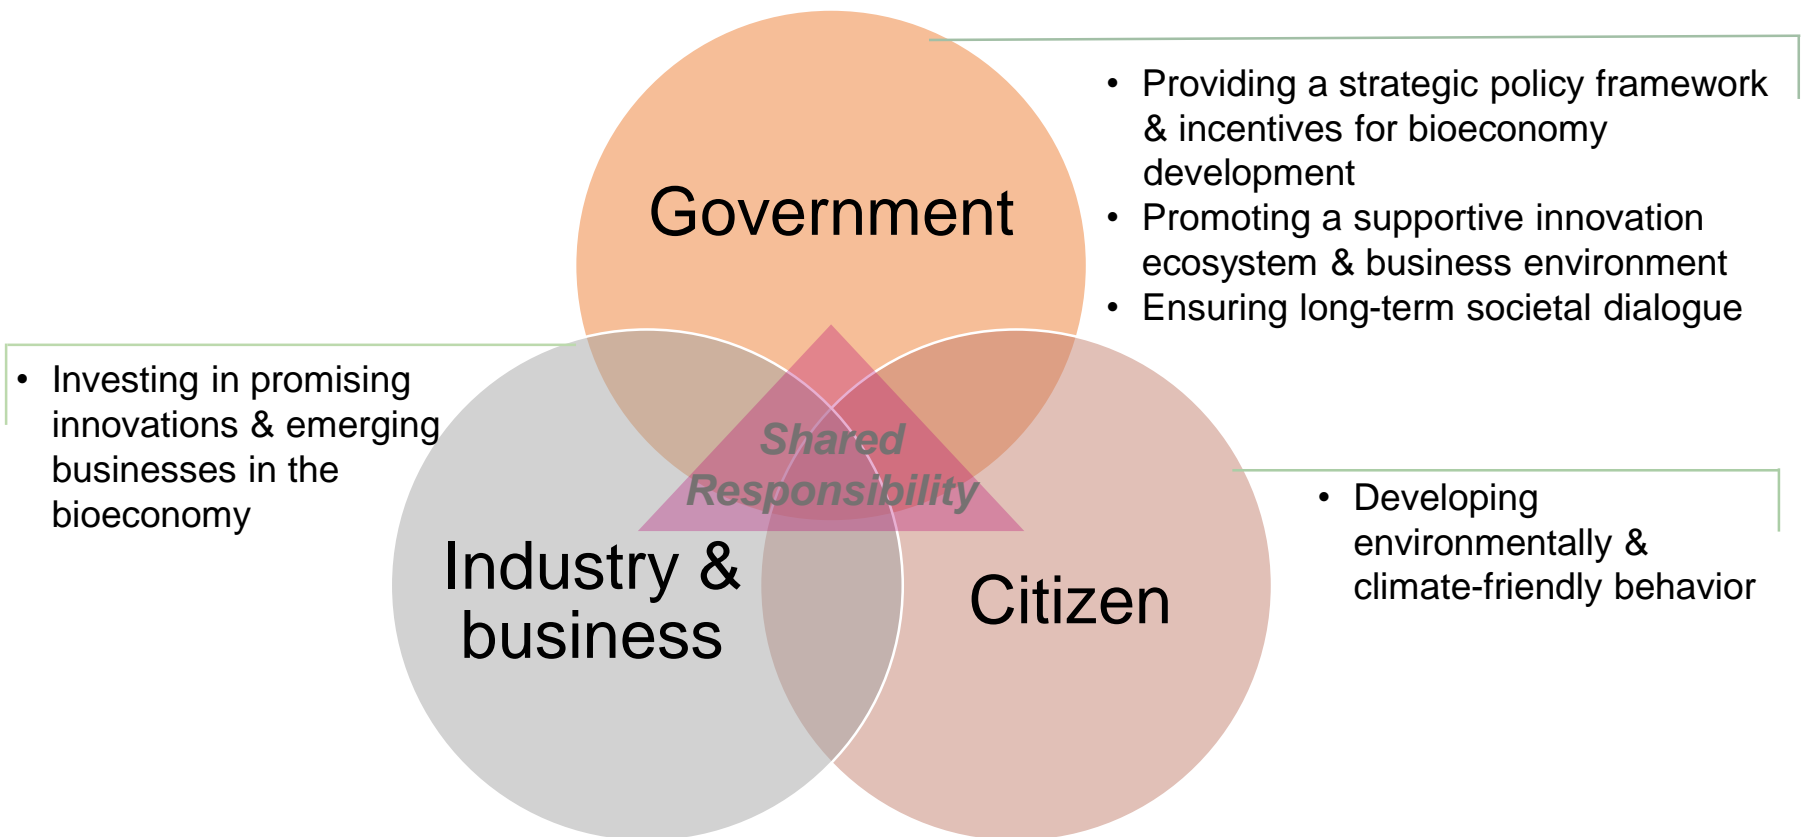 Government
• Providing a strategic policy framework
& incentives for bioeconomy
development
• Promoting a supportive innovation
ecosystem & business environment
• Ensuring long-term societal dialogue
• Investing in promising
innovations & emerging
businesses in the
bioeconomy
Shared
Responsibility
Industry &
business
Citizen
• Developing
environmentally &
climate-friendly behavior